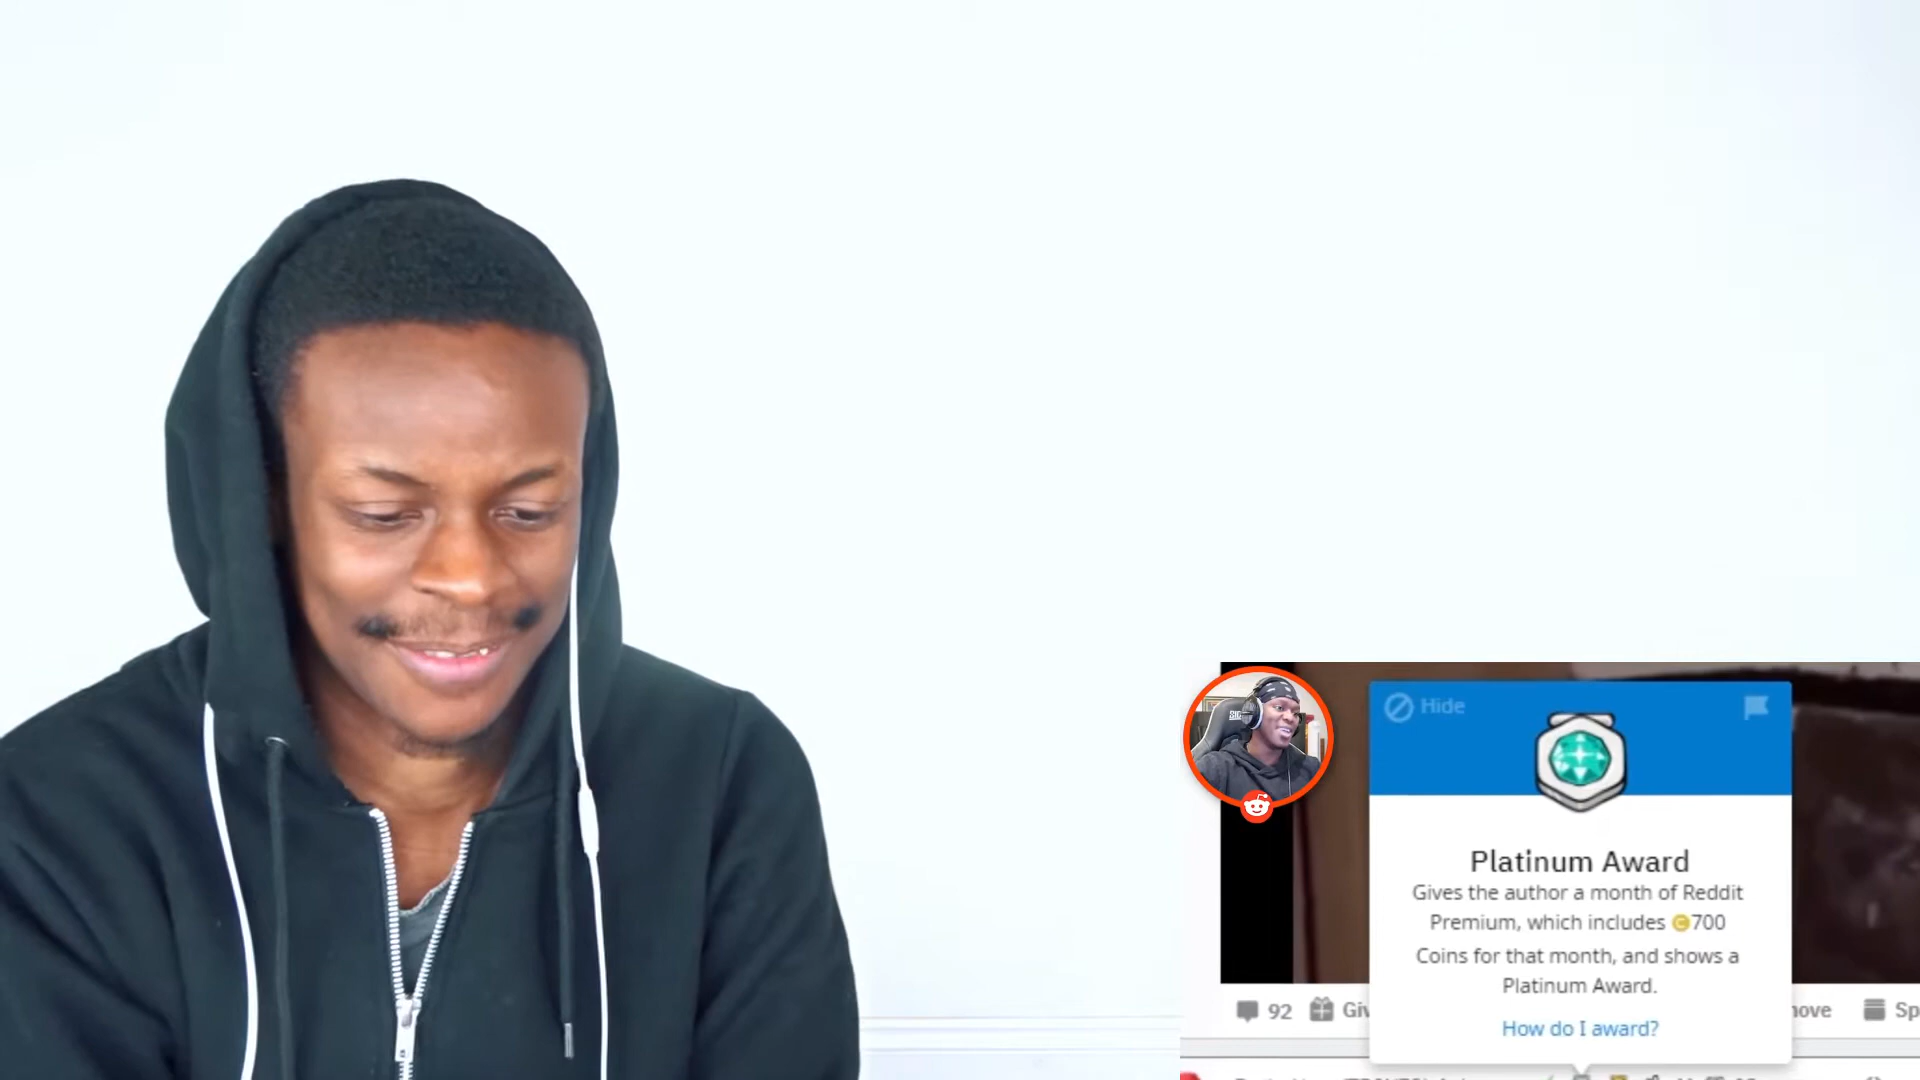 Hide
Platinum Award
Gives the author a month of Reddit
Premium, which includes 700
Coins for that month, and shows a
Platinum Award.
92 Giv
How do I award?